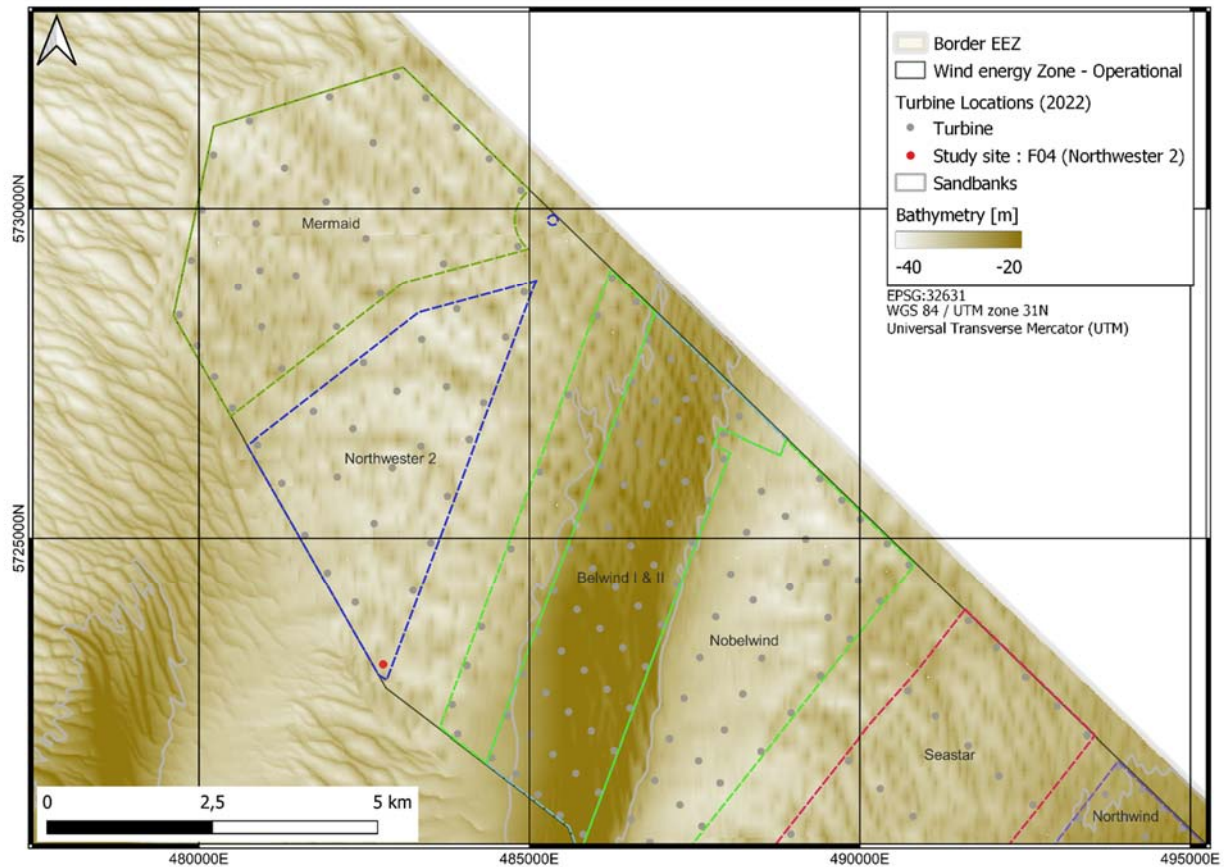 Border EEZ
Wind energy Zone - Operational
Turbine Locations (2022)
Turbine
Study site : F04 (Northwester 2)
Sandbanks
Bathymetry [m]
-40 -20
EPSG:32631
WGS 84 / UTM zone 31N
Universal Transverse Mercator (UTM)
5730000N
Mermaid
Northwester 2
5725000N
Belwind I & II
Nobelwind
Seastar
Northwind
0 2,5 5 km
480000E 485000E 490000E 495000E